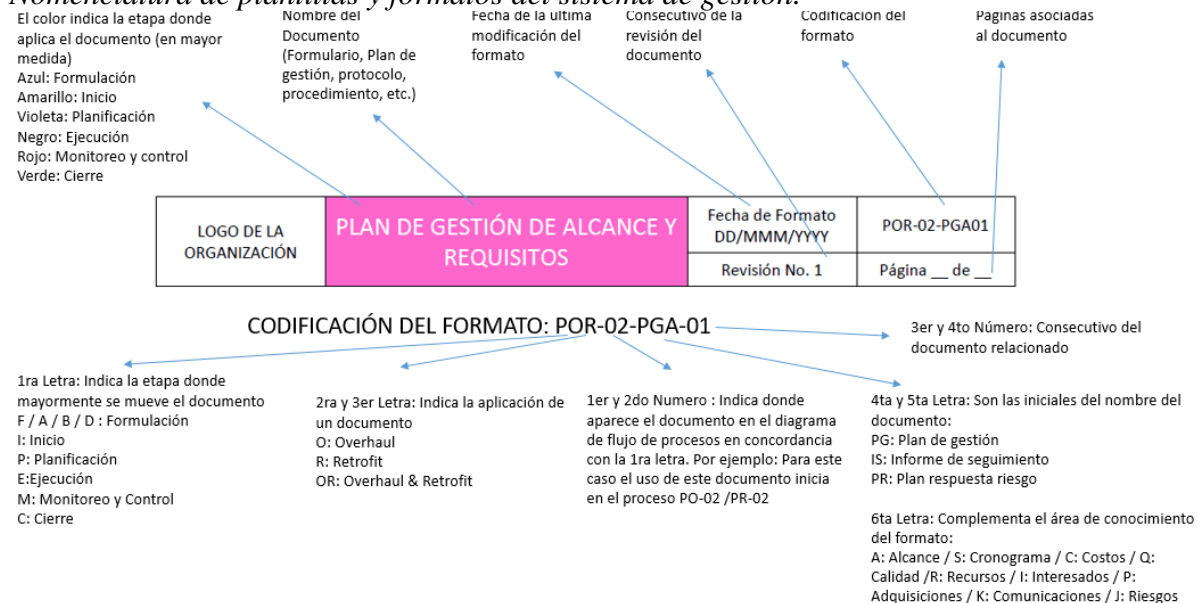 Nomenclatura de plantillas y formatos del sistema de gestión.
El color indica la etapa donde
aplica el documento (en mayor
medida)
Azul: Formulación
Amarillo: Inicio
Violeta: Planificación
Negro: Ejecución
Rojo: Monitoreo y control
Verde: Cierre
Nombre del
Documento
(Formulario, Plan de
gestión, protocolo,
procedimiento, etc.)
Fecha de la ultima
modificación del
formato
Consecutivo de la
revisión del
documento
Codificación del
formato
Páginas asociadas
al documento
LOGO DE LA
ORGANIZACIÓN
PLAN DE GESTIÓN DE ALCANCE Y
REQUISITOS
Fecha de Formato
DD/MMM/YYYY
Revisión No. 1
POR-02-PGA01
Página __ de __
CODIFICACIÓN DEL FORMATO: POR-02-PGA-01
3er y 4to Número: Consecutivo del
documento relacionado
1ra Letra: Indica la etapa donde
mayormente se mueve el documento
F / A / B / D : Formulación
I: Inicio
P: Planificación
E:Ejecución
M: Monitoreo y Control
C: Cierre
2ra y 3er Letra: Indica la aplicación de
un documento
O: Overhaul
R: Retrofit
OR: Overhaul & Retrofit
1er y 2do Numero : Indica donde
aparece el documento en el diagrama
de flujo de procesos en concordancia
con la 1ra letra. Por ejemplo: Para este
caso el uso de este documento inicia
en el proceso PO-02 /PR-02
4ta y 5ta Letra: Son las iniciales del nombre del
documento:
PG: Plan de gestión
IS: Informe de seguimiento
PR: Plan respuesta riesgo
6ta Letra: Complementa el área de conocimiento
del formato:
A: Alcance / S: Cronograma / C: Costos / Q:
Calidad /R: Recursos / I: Interesados / P:
Adquisiciones / K: Comunicaciones / J: Riesgos